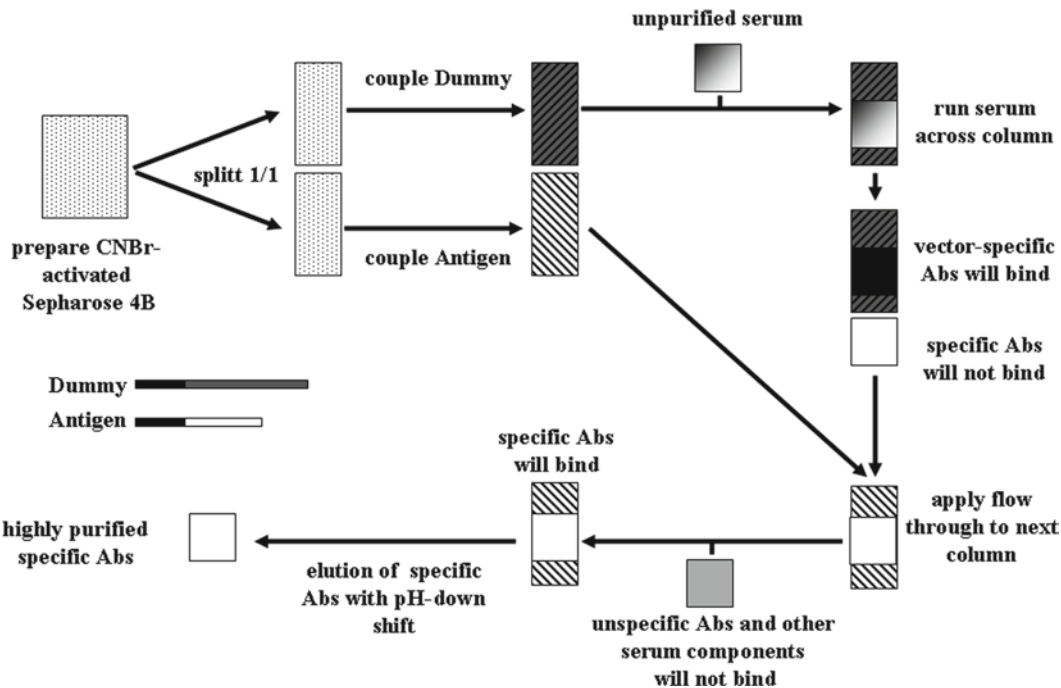 unpurified serum
couple Dummy
run serum
across column
splitt 1/1
prepare CNBr-
activated
Sepharose 4B
couple Antigen
vector-specific
Abs will bind
specific Abs
will not bind
Dummy
Antigen
specific Abs
will bind
highly purified
specific Abs
apply flow
through to next
column
elution of specific
Abs with pH-down
shift
unspecific Abs and other
serum components
will not bind